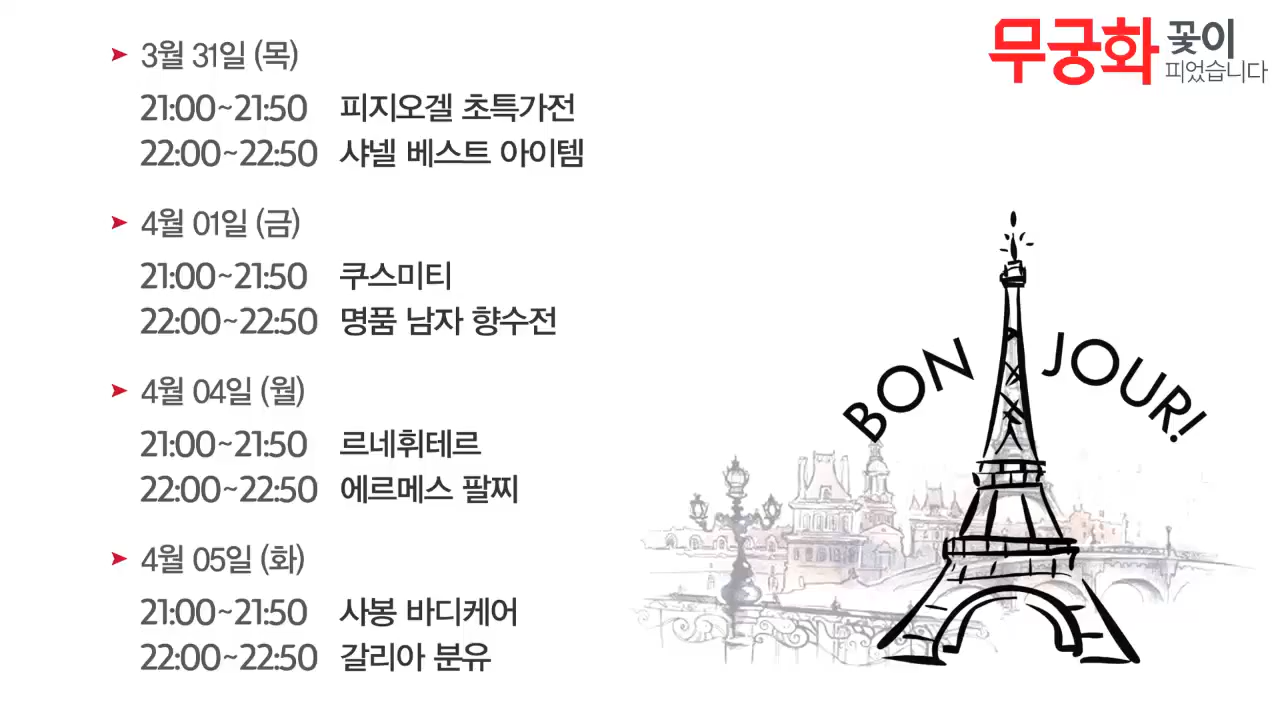 무궁화 꽃이
피었습니다
➤ 3월 31일 (목)
21:00~21:50 피지오겔 초특가전
22:00~22:50 샤넬 베스트 아이템
➤ 4월 01일 (금)
21:00~21:50 쿠스미티
22:00~22:50 명품 남자 향수전
➤ 4월 04일 (월)
21:00~21:50 르네휘테르
22:00~22:50 에르메스 팔찌
➤ 4월 05일 (화)
21:00~21:50 사봉 바디케어
22:00~22:50 갈리아 분유
BON JOUR!